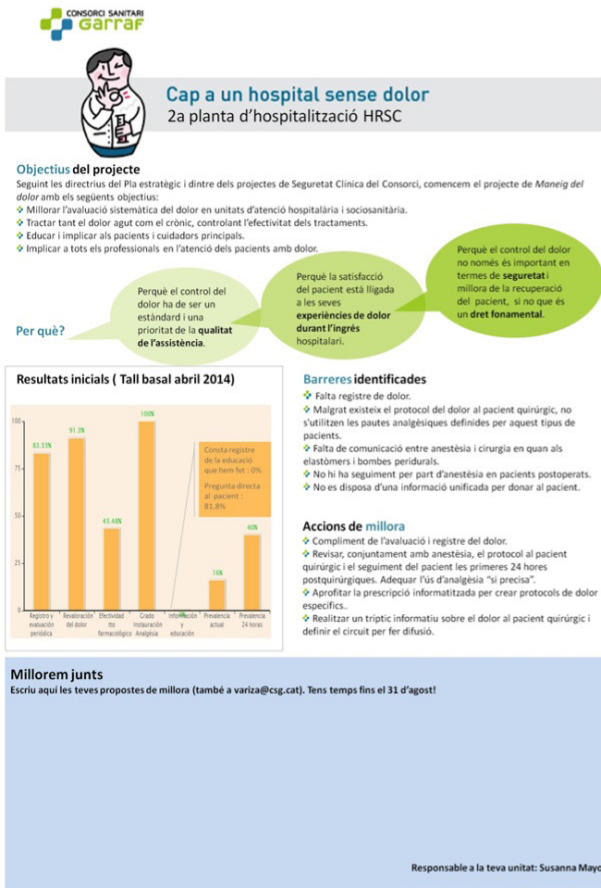 CONSORCI SANITARI
Garraf
Cap a un hospital sense dolor
2a planta d'hospitalització HRSC
Objectius del projecte
Seguint les directrius del Pla estratègic i dintre dels projectes de Seguretat Clínica del Consorci, comencem el projecte de Maneig del
dolor amb els següents objectius:
Millorar l'avaluació sistemàtica del dolor en unitats d'atenció hospitalària i sociosanitària.
Tractar tant el dolor agut com el crònic, controlant l'efectivitat dels tractaments.
Educar i implicar als pacients i cuidadors principals.
Implicar a tots els professionals en l'atenció dels pacients amb dolor.
Per què?
Perquè el control del
dolor ha de ser un
estàndard i una
prioritat de la qualitat
de l'assistència.
Perquè la satisfacció
del pacient està lligada
a les seves
experiències de dolor
durant l'ingrés
hospitalari.
Perquè el control del dolor
no només és important en
termes de seguretat i
millora de la recuperació
del pacient, si no que és
un dret fonamental.
Resultats inicials ( Tall basal abril 2014)
100
75
50
25
0
83.33%
91.3%
43.48%
100%
16%
40%
Consta registre
de la educació
que hem fet : 0%
Pregunta directa
al pacient :
81,8%
Registro y
evaluación
periódica
Revaloración
del dolor
Efectividad
tto
farmacológico
Grado
Instauración
Analgésia
Información
y
educación
Prevalencia
actual
Prevalencia
24 horas
Barreres identificades
Falta registre de dolor.
Malgrat existeix el protocol del dolor al pacient quirúrgic, no
s'utilitzen les pautes analgèsiques definides per aquest tipus de
pacients.
Falta de comunicació entre anestèsia i cirurgia en quan als
elastòmers i bombes peridurals.
No hi ha seguiment per part d'anestèsia en pacients postoperats.
No es disposa d'una informació unificada per donar al pacient.
Accions de millora
Compliment de l'avaluació i registre del dolor.
Revisar, conjuntament amb anestèsia, el protocol al pacient
quirúrgic i el seguiment del pacient les primeres 24 hores
postquirúrgiques. Adequar l'ús d'analgèsia "si precisa".
Aprofitar la prescripció informatitzada per crear protocols de dolor
específics..
Realitzar un tríptic informatiu sobre el dolor al pacient quirúrgic i
definir el circuit per fer difusió.
Millorem junts
Escriu aquí les teves propostes de millora (també a variza@csg.cat). Tens temps fins el 31 d'agost!
Responsable a la teva unitat: Susanna Mayo